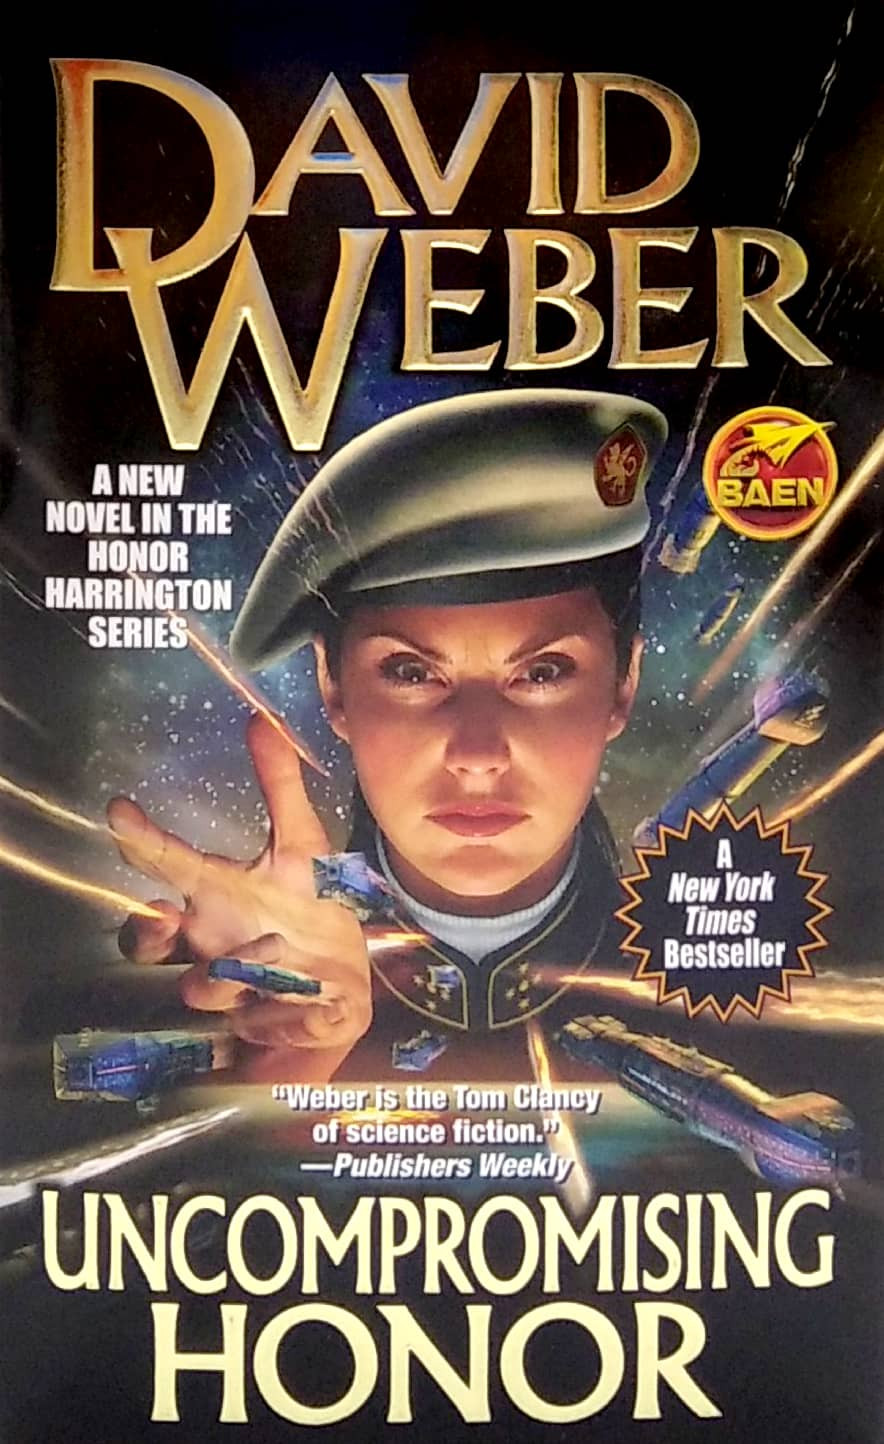 DAVID
WEBER
A NEW
NOVEL IN THE
HONOR
HARRINGTON
SERIES
BAEN
A
New York
Times
Bestseller
“Weber is the Tom Clancy
of science fiction.”
—Publishers Weekly
UNCOMPROMISING
HONOR